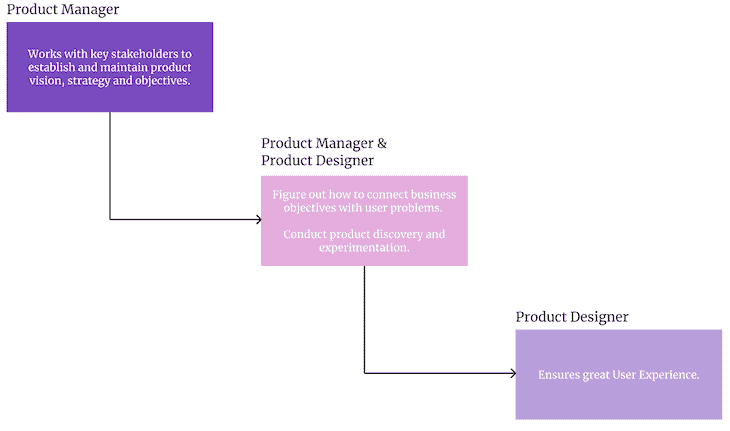 Product Manager
Works with key stakeholders to
establish and maintain product
vision, strategy and objectives.
Product Manager &
Product Designer
Figure out how to connect business
objectives with user problems.
Conduct product discovery and
experimentation.
Product Designer
Ensures great User Experience.